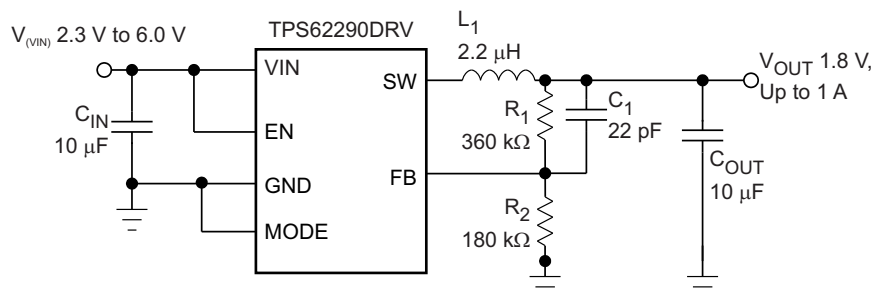 TPS62290DRV
V(VIN) 2.3 V to 6.0 V
L1
2.2 μH
VOUT 1.8 V,
Up to 1 A
VIN
SW
CIN
10 μF
EN
R1
360 kΩ
C1
22 pF
GND
FB
COUT
10 μF
MODE
R2
180 kΩ